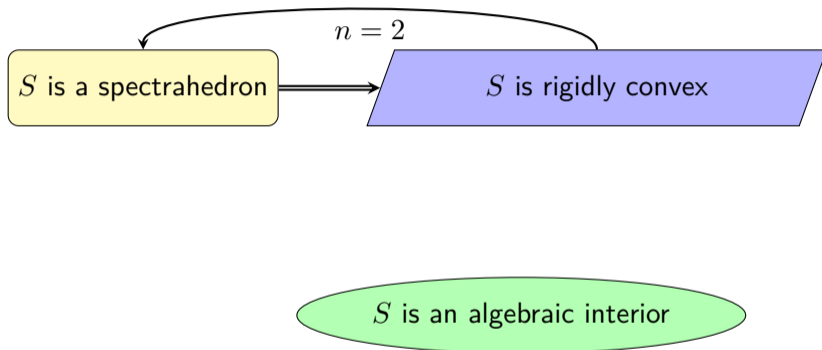 n = 2
S is a spectrahedron
S is rigidly convex
S is an algebraic interior